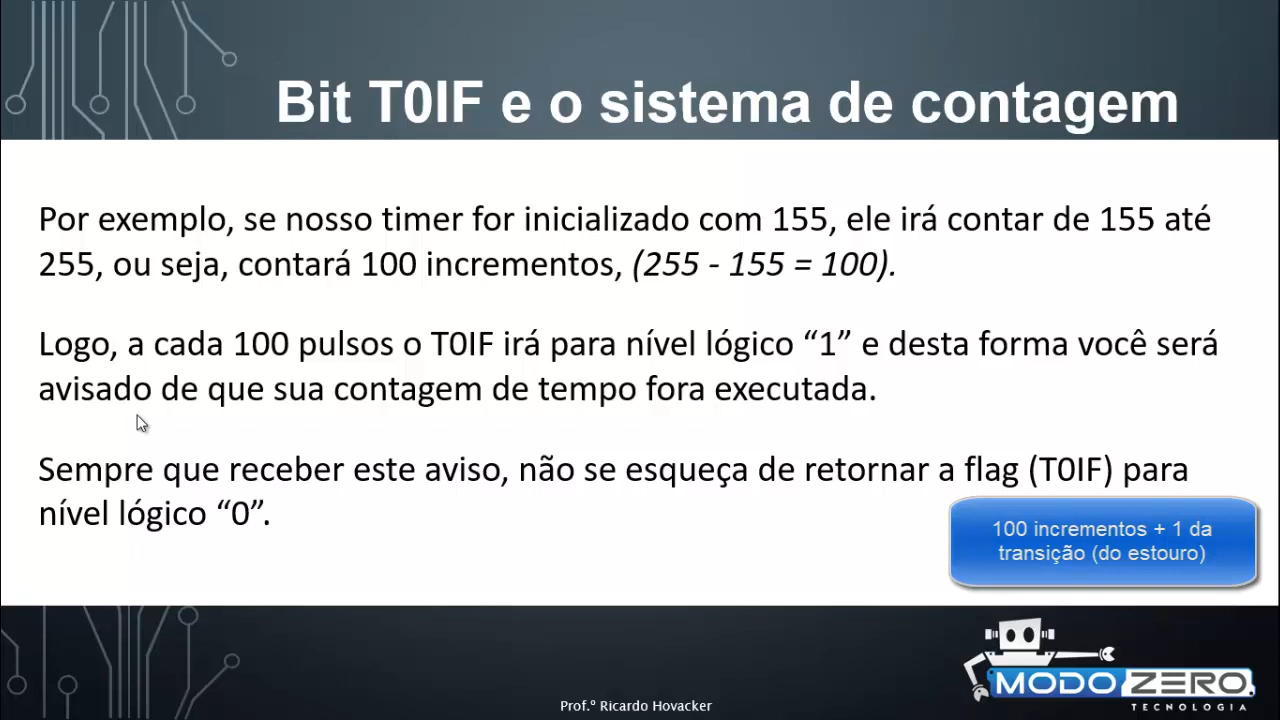 Bit T0IF e o sistema de contagem
Por exemplo, se nosso timer for inicializado com 155, ele irá contar de 155 até
255, ou seja, contará 100 incrementos, (255 - 155 = 100).
Logo, a cada 100 pulsos o T0IF irá para nível lógico “1” e desta forma você será
avisado de que sua contagem de tempo fora executada.
Sempre que receber este aviso, não se esqueça de retornar a flag (T0IF) para
nível lógico “0”.
100 incrementos + 1 da
transição (do estouro)
MODO ZERO
TECNOLOGIA
Prof.º Ricardo Hovacker